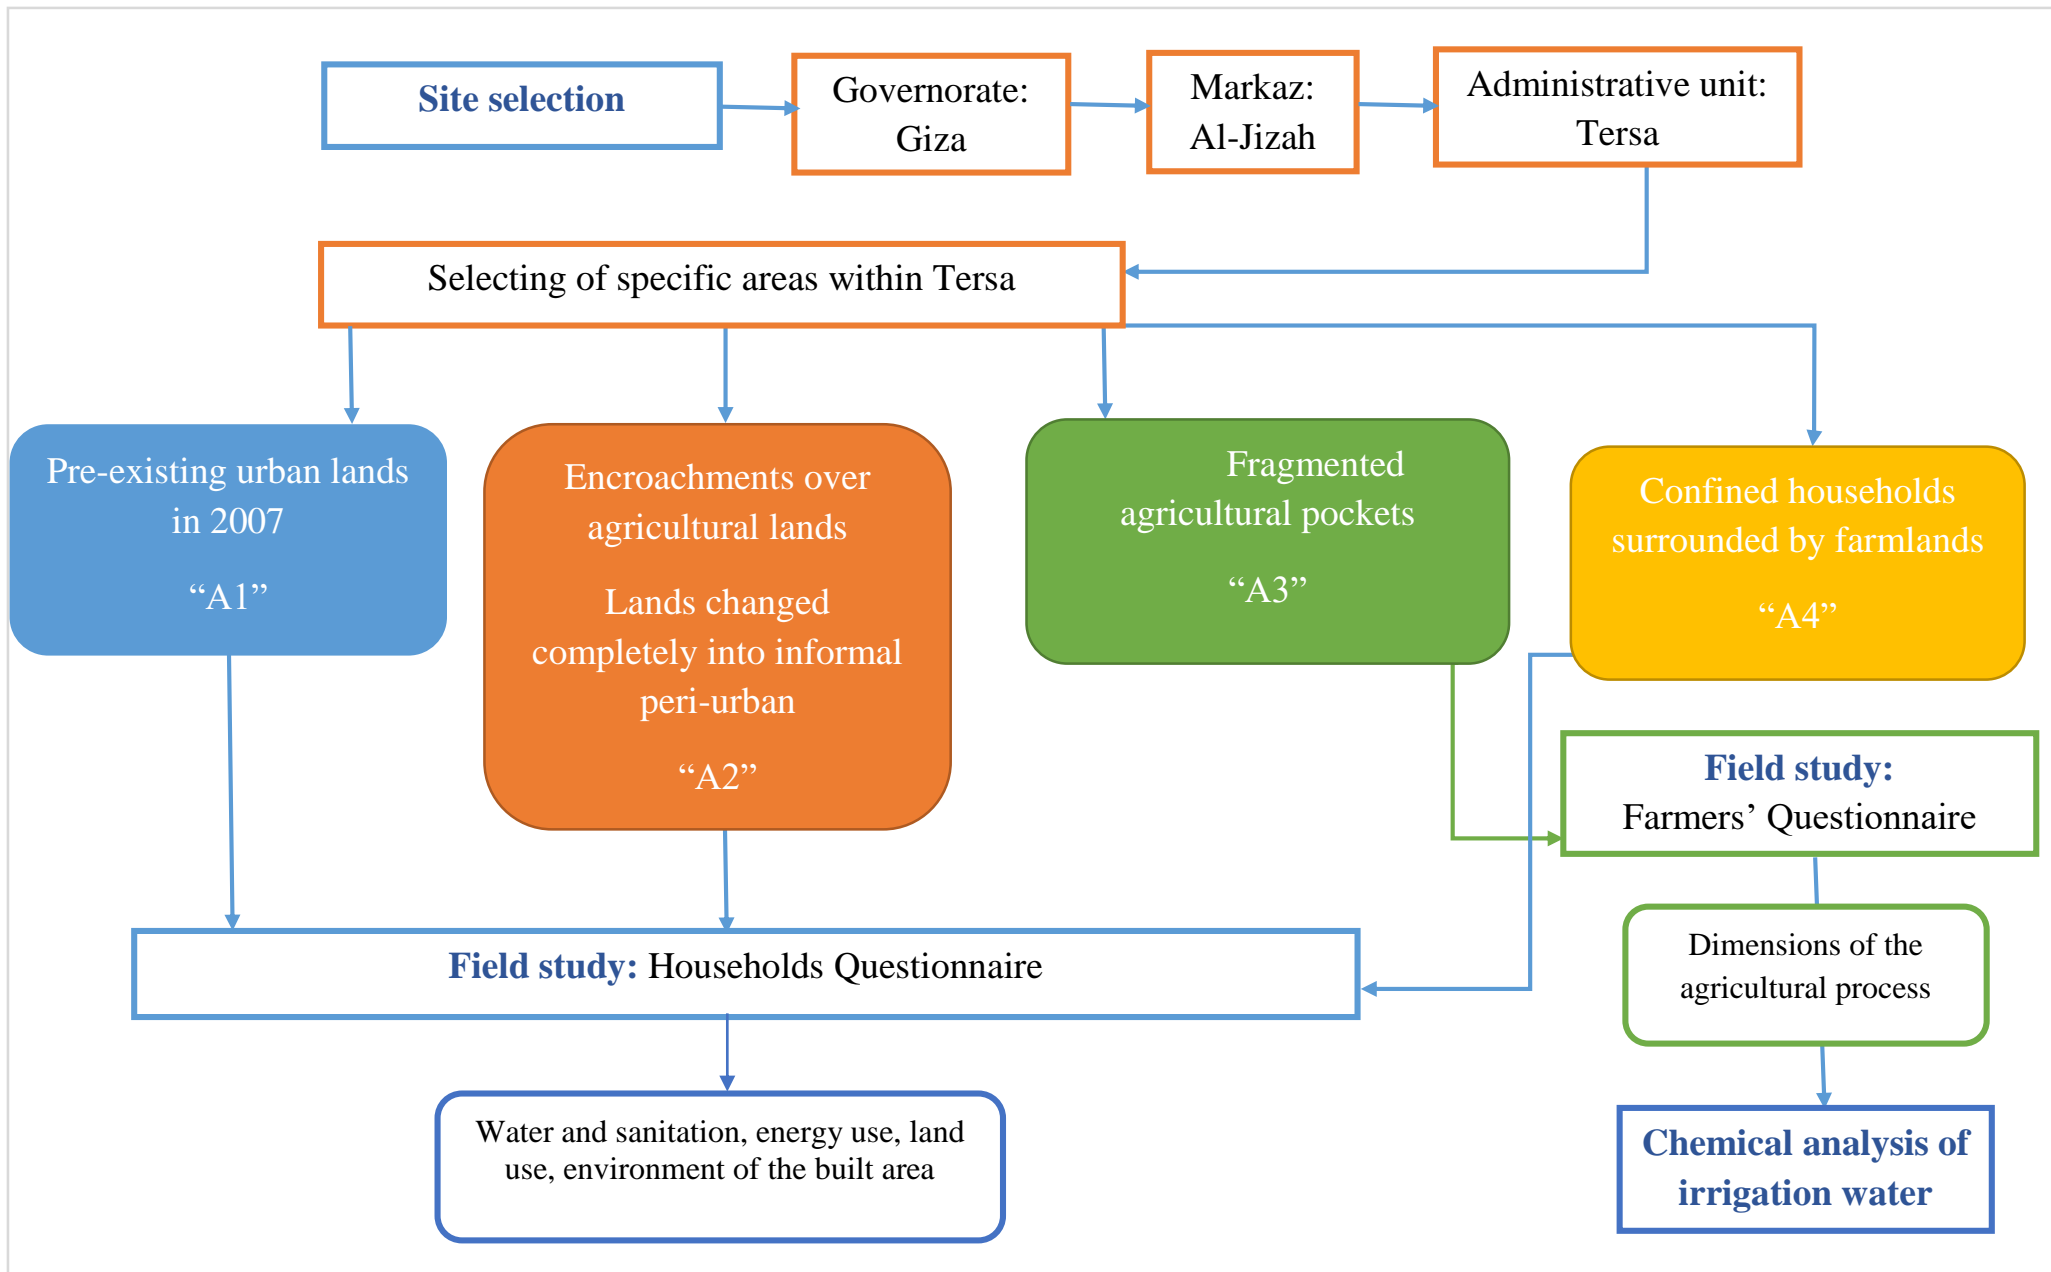 Site selection
Governorate:
Giza
Markaz:
Al-Jizah
Administrative unit:
Tersa
Selecting of specific areas within Tersa
Pre-existing urban lands
in 2007
“A1”
Encroachments over
agricultural lands
Lands changed
completely into informal
peri-urban
“A2”
Fragmented
agricultural pockets
“A3”
Confined households
surrounded by farmlands
“A4”
Field study:
Farmers’ Questionnaire
Field study: Households Questionnaire
Dimensions of the
agricultural process
Water and sanitation, energy use, land
use, environment of the built area
Chemical analysis of
irrigation water